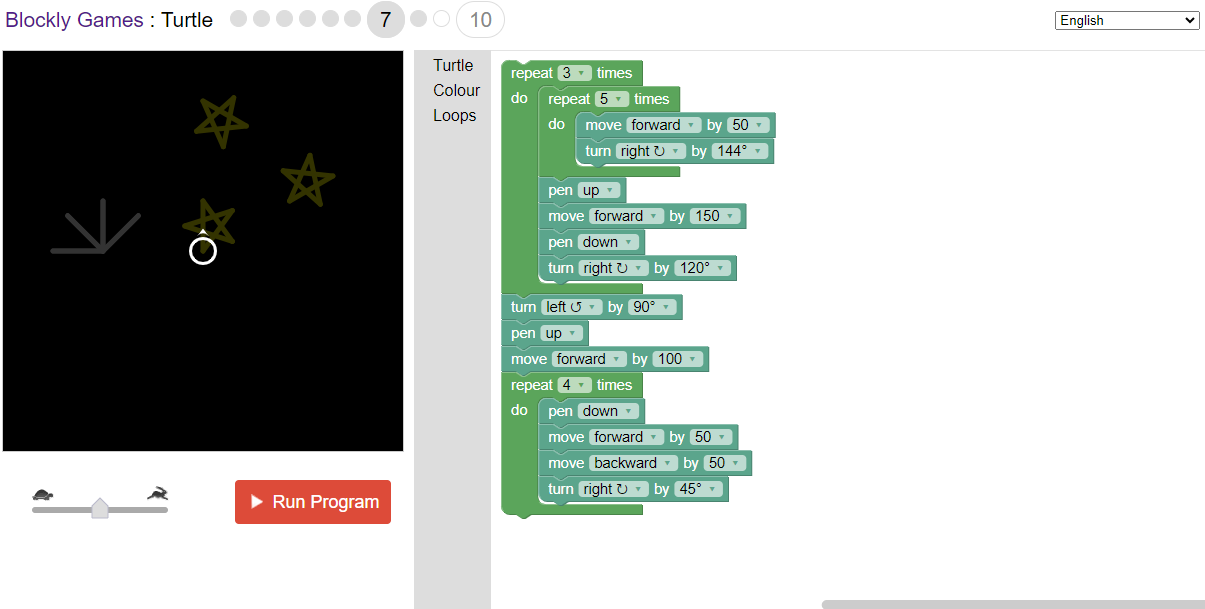 Blockly Games : Turtle 7 10 English
Turtle
Colour
Loops
repeat 3 times
do repeat 5 times
do move forward by 50
turn right ↻ by 144°
pen up
move forward by 150
pen down
turn right ↻ by 120°
turn left ↺ by 90°
pen up
move forward by 100
repeat 4 times
do pen down
move forward by 50
move backward by 50
turn right ↻ by 45°
Run Program